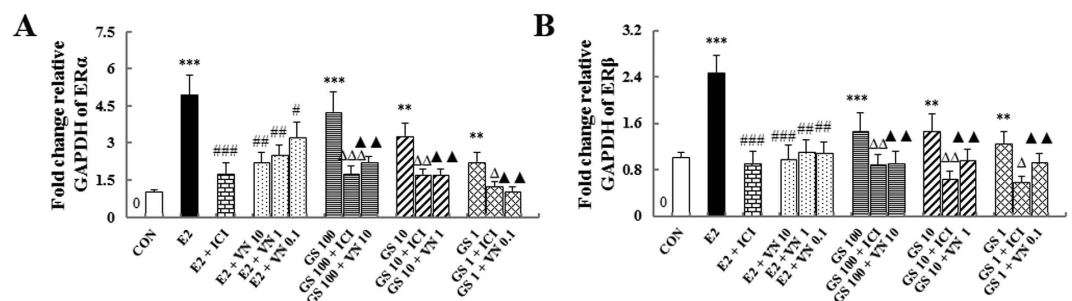 A
Fold change relative
GAPDH of ERα
7.5
6
4.5
3
1.5
0
0
***
###
##
##
#
***
△△△
▲▲
**
△△
▲▲
**
△
▲▲
CON
E2
E2 + ICI
E2 + VN 10
E2 + VN 1
E2 + VN 0.1
GS 100
GS 100 + ICI
GS 100 + VN 10
GS 10
GS 10 + ICI
GS 10 + VN 1
GS 1
GS 1 + ICI
GS 1 + VN 0.1
B
Fold change relative
GAPDH of ERβ
3.2
2.4
1.6
0.8
0
0
***
###
###
##
##
***
△△
▲▲
**
△△
▲▲
**
△
▲▲
CON
E2
E2 + ICI
E2 + VN 10
E2 + VN 1
E2 + VN 0.1
GS 100
GS 100 + ICI
GS 100 + VN 10
GS 10
GS 10 + ICI
GS 10 + VN 1
GS 1
GS 1 + ICI
GS 1 + VN 0.1